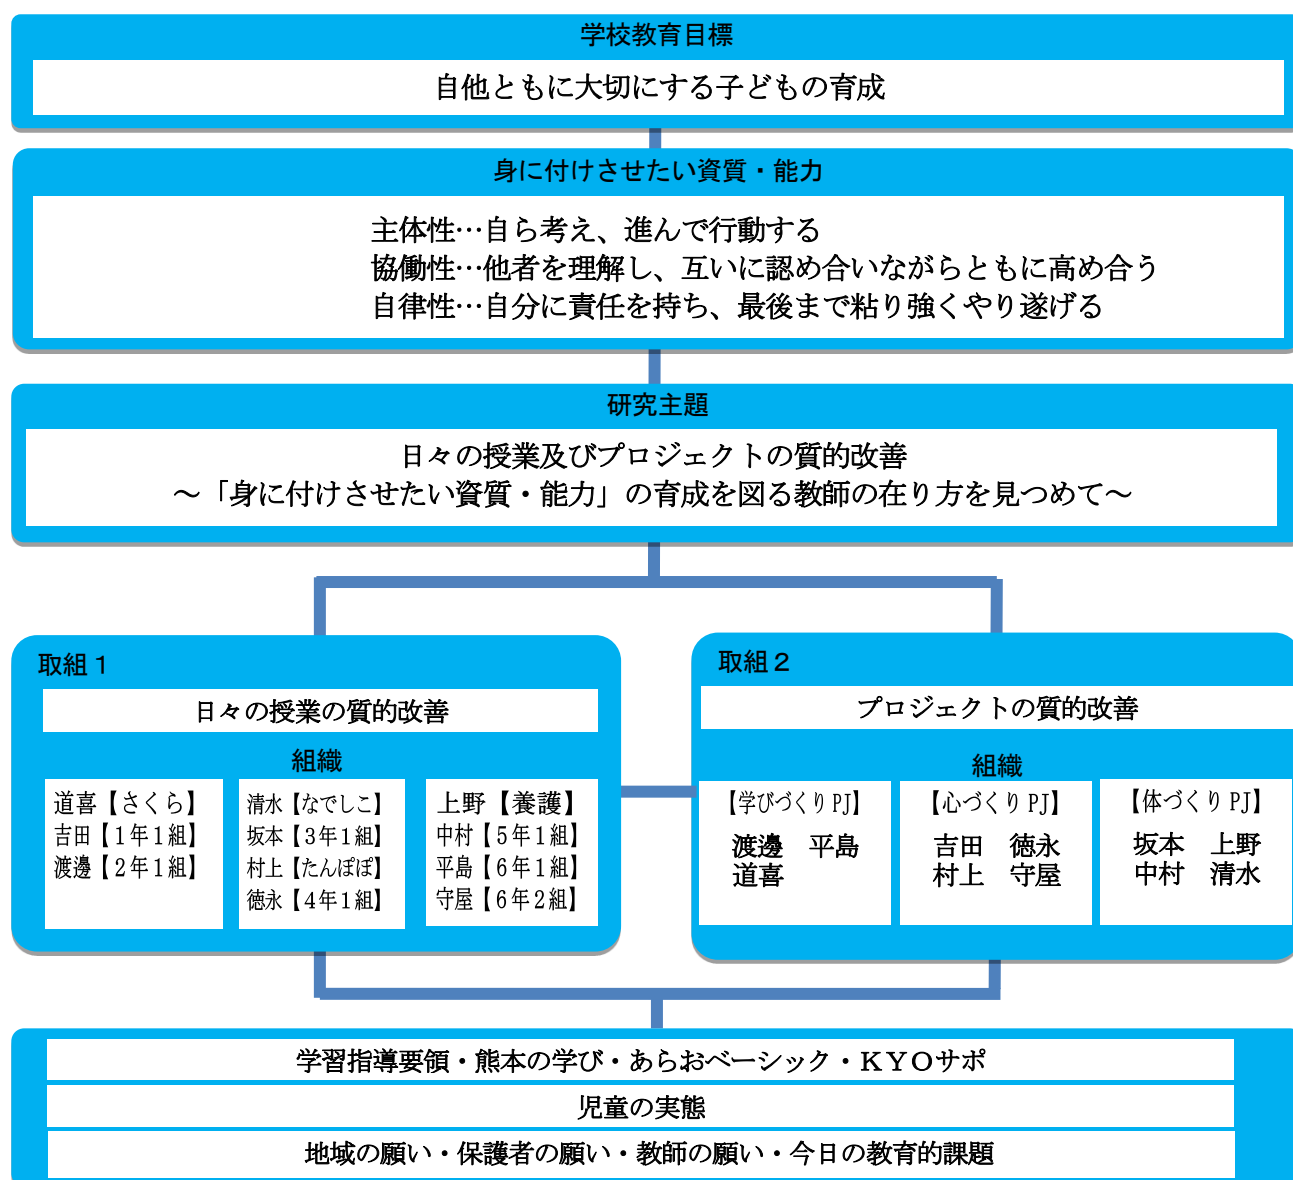 学校教育目標
自他ともに大切にする子どもの育成
身に付けさせたい資質・能力
主体性…自ら考え、進んで行動する
協働性…他者を理解し、互いに認め合いながらともに高め合う
自律性…自分に責任を持ち、最後まで粘り強くやり遂げる
研究主題
日々の授業及びプロジェクトの質的改善
～「身に付けさせたい資質・能力」の育成を図る教師の在り方を見つめて～
取組１
日々の授業の質的改善
組織
道喜【さくら】
吉田【１年１組】
渡邊【２年１組】
清水【なでしこ】
坂本【３年１組】
村上【たんぽぽ】
徳永【４年１組】
上野【養護】
中村【５年１組】
平島【６年１組】
守屋【６年２組】
取組２
プロジェクトの質的改善
組織
【学びづくり PJ】
渡邊　平島
道喜
【心づくり PJ】
吉田　徳永
村上　守屋
【体づくり PJ】
坂本　上野
中村　清水
学習指導要領・熊本の学び・あらおベーシック・ＫＹＯサポ
児童の実態
地域の願い・保護者の願い・教師の願い・今日の教育的課題